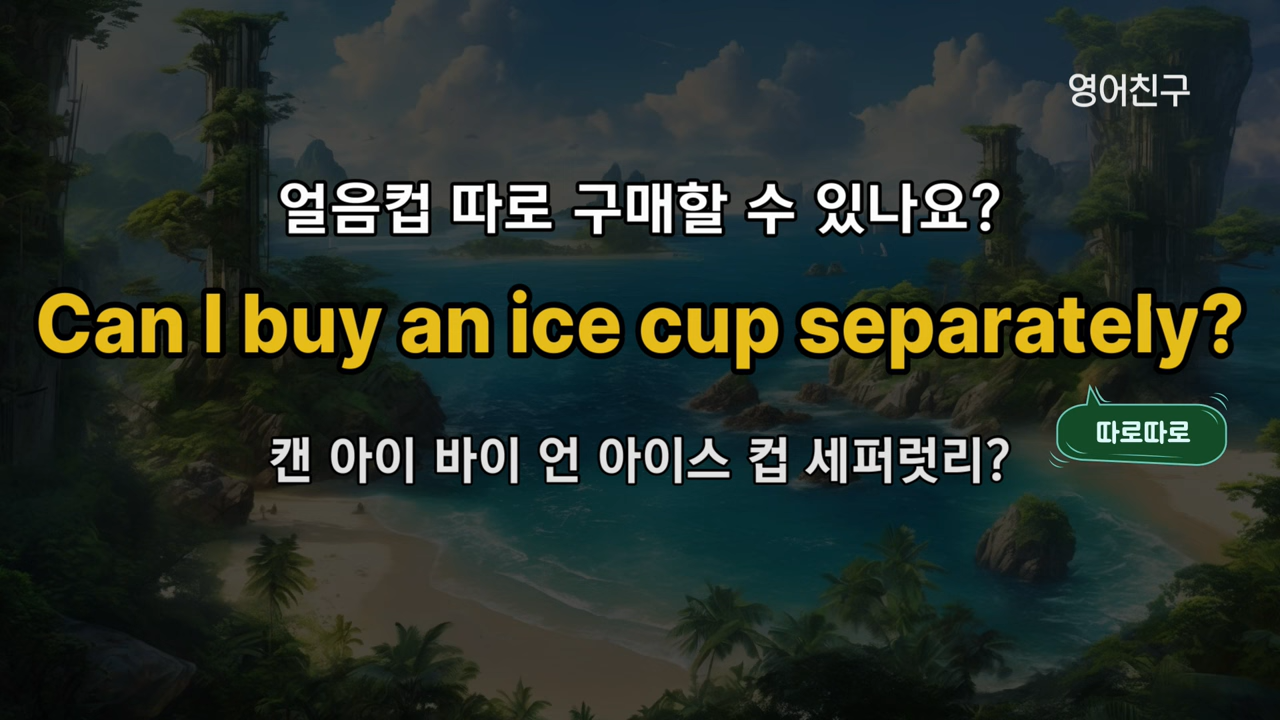 영어친구
얼음컵 따로 구매할 수 있나요?
Can I buy an ice cup separately?
따로따로
캔 아이 바이 언 아이스 컵 세퍼럿리?